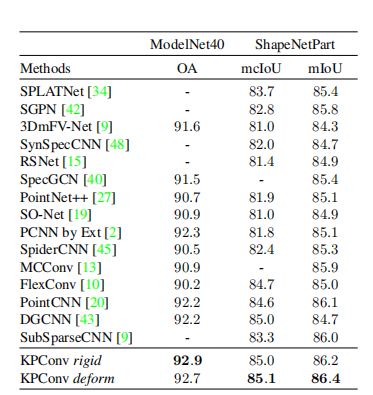 ModelNet40 ShapeNetPart
Methods OA mcIoU mIoU
SPLATNet [34] - 83.7 85.4
SGPN [42] - 82.8 85.8
3DmFV-Net [9] 91.6 81.0 84.3
SynSpecCNN [48] - 82.0 84.7
RSNet [15] - 81.4 84.9
SpecGCN [40] 91.5 - 85.4
PointNet++ [27] 90.7 81.9 85.1
SO-Net [19] 90.9 81.0 84.9
PCNN by Ext [2] 92.3 81.8 85.1
SpiderCNN [45] 90.5 82.4 85.3
MCConv [13] 90.9 - 85.9
FlexConv [10] 90.2 84.7 85.0
PointCNN [20] 92.2 84.6 86.1
DGCNN [43] 92.2 85.0 84.7
SubSparseCNN [9] - 83.3 86.0
KPConv rigid 92.9 85.0 86.2
KPConv deform 92.7 85.1 86.4